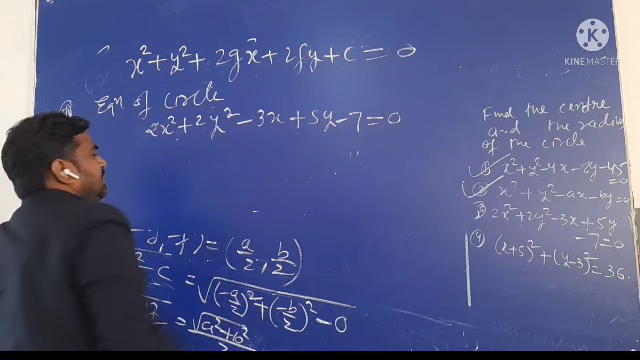 x² + y² + 2gx + 2fy + c = 0
Eqn of circle
2x² + 2y² - 3x + 5y - 7 = 0
-g, -f) = (a/2, b/2)
- c = √((-a/2)² + (-b/2)² - 0
= √(a² + b²)/2
Find the centre
and the radius
of the circle
① x² + y² - 4x - 8y - 45 = 0
② x² + y² - ax - by = 0
③ 2x² + 2y² - 3x + 5y
- 7 = 0
④ (x+5)² + (y-3)² = 36
KINEMASTER